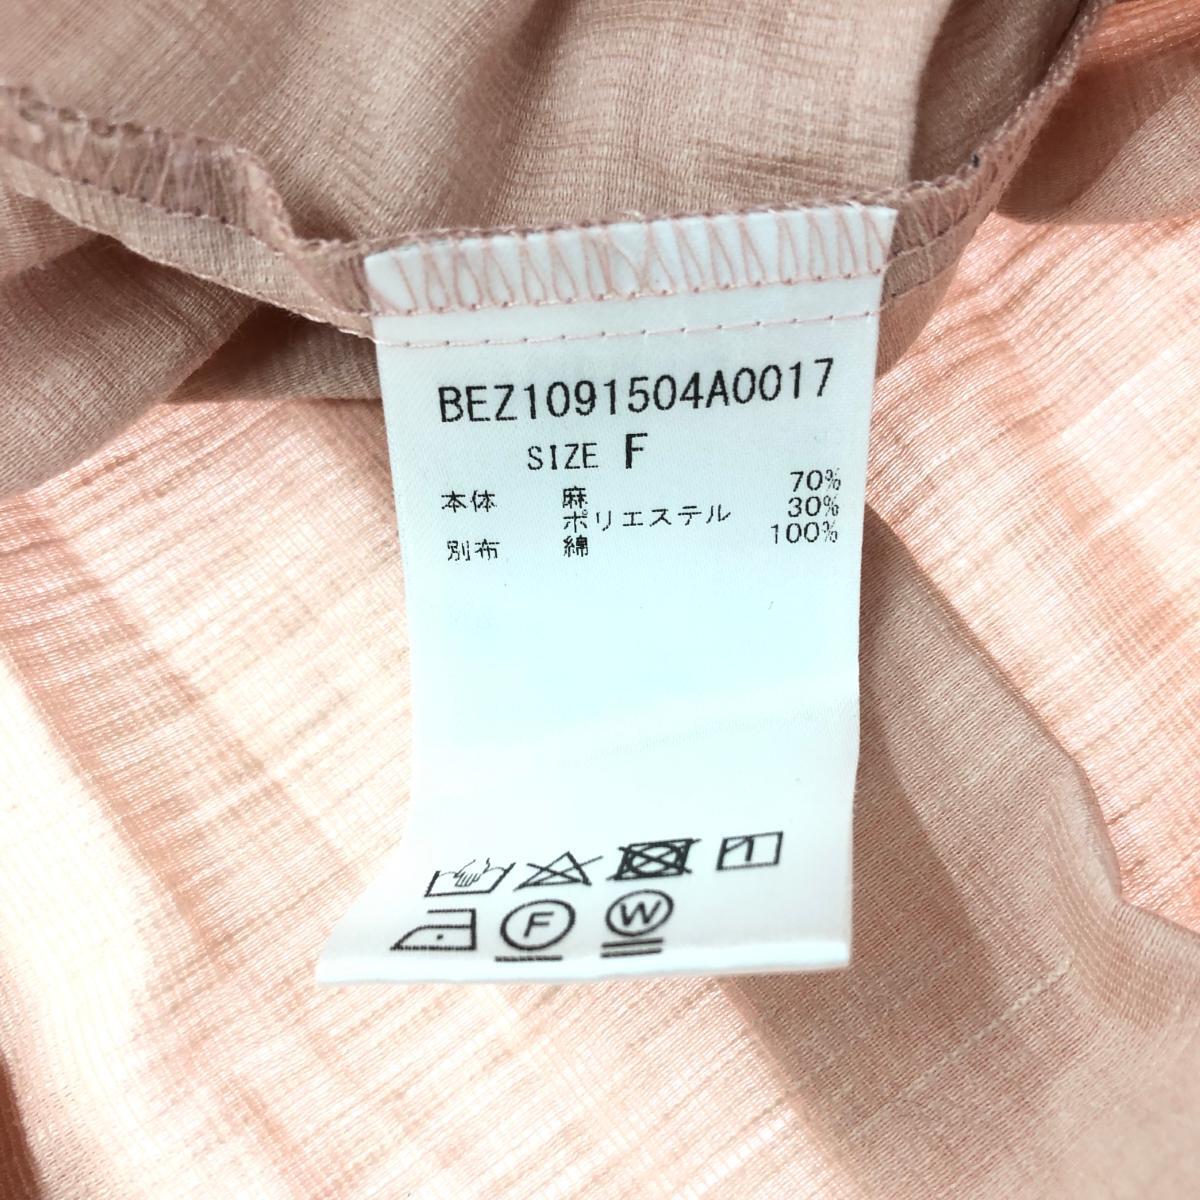 BEZ1091504A0017
SIZE F
本体 麻 70%
ポリエステル 30%
別布 綿 100%
F W